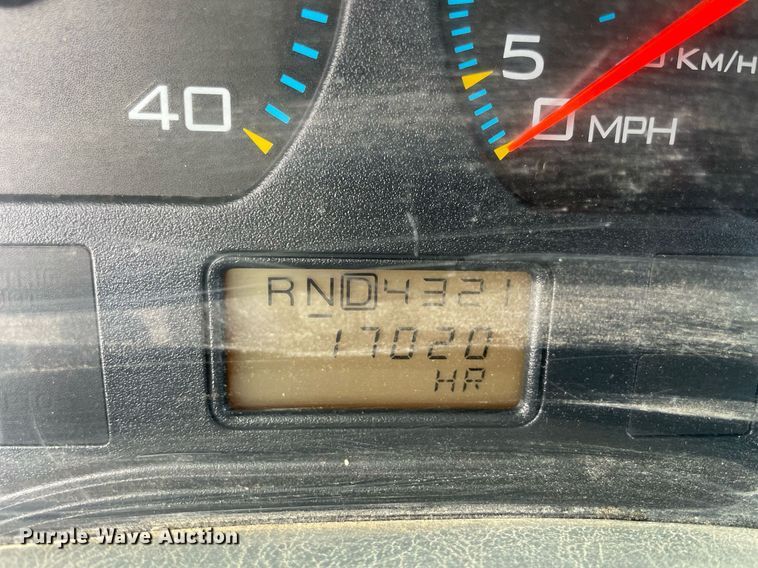 40
5
KM/H
0 MPH
RND4321
17020
HR
Purple Wave Auction